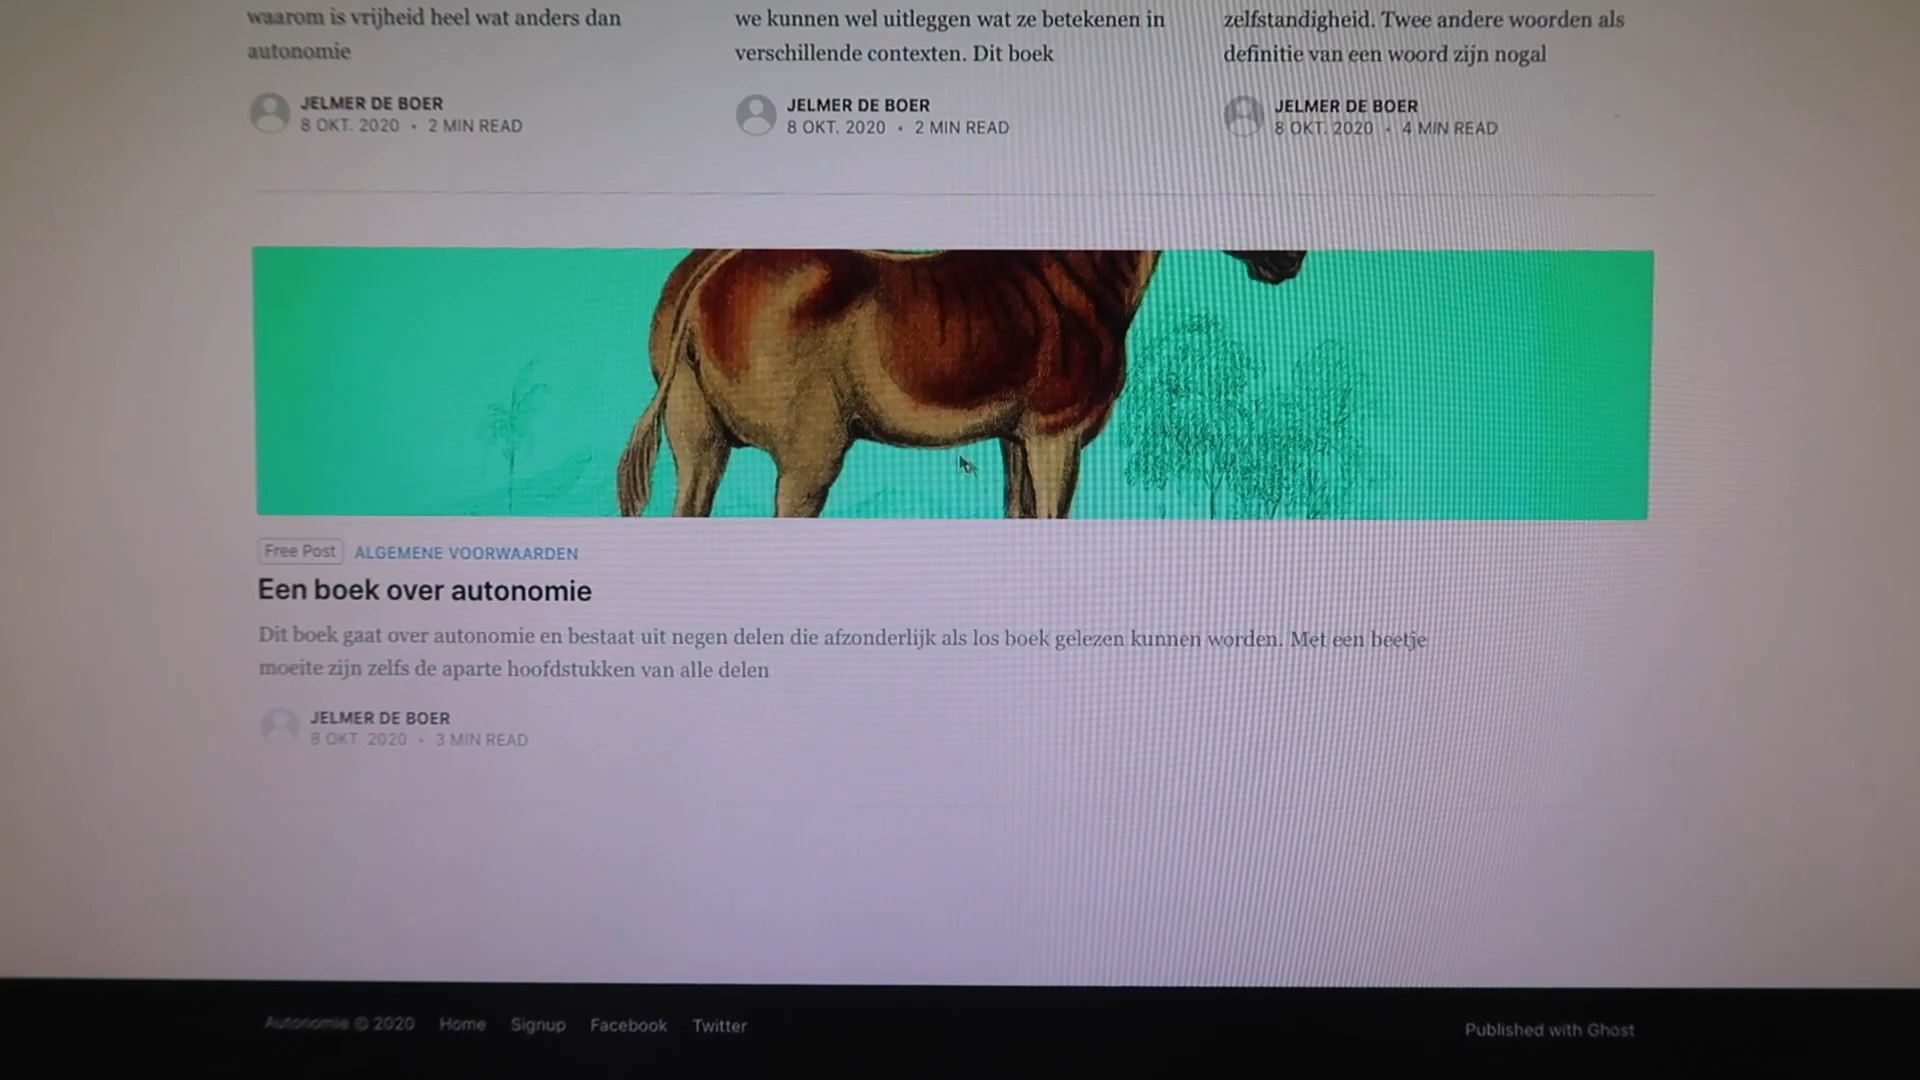 waarom is vrijheid heel wat anders dan
autonomie
JELMER DE BOER
8 OKT. 2020 • 2 MIN READ
we kunnen wel uitleggen wat ze betekenen in
verschillende contexten. Dit boek
JELMER DE BOER
8 OKT. 2020 • 2 MIN READ
zelfstandigheid. Twee andere woorden als
definitie van een woord zijn nogal
JELMER DE BOER
8 OKT. 2020 • 4 MIN READ
Free Post ALGEMENE VOORWAARDEN
Een boek over autonomie
Dit boek gaat over autonomie en bestaat uit negen delen die afzonderlijk als los boek gelezen kunnen worden. Met een beetje
moeite zijn zelfs de aparte hoofdstukken van alle delen
JELMER DE BOER
8 OKT. 2020 • 3 MIN READ
Autonomie © 2020 Home Signup Facebook Twitter
Published with Ghost